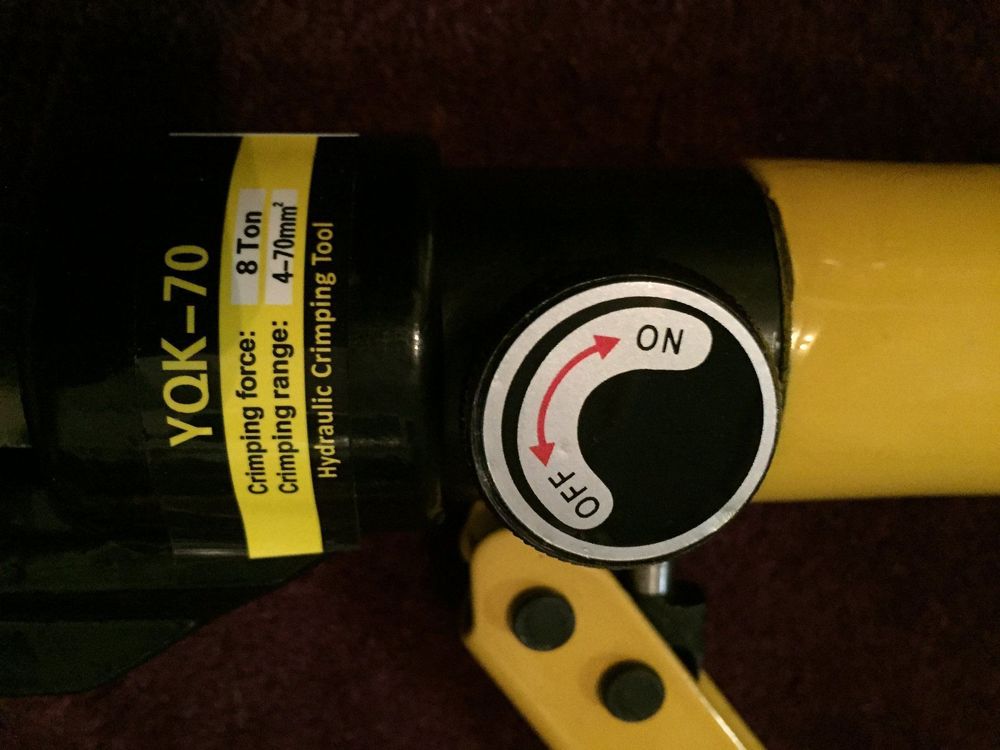 YQK-70
Crimping force: 8 Ton
Crimping range: 4-70mm²
Hydraulic Crimping Tool
ON
OFF